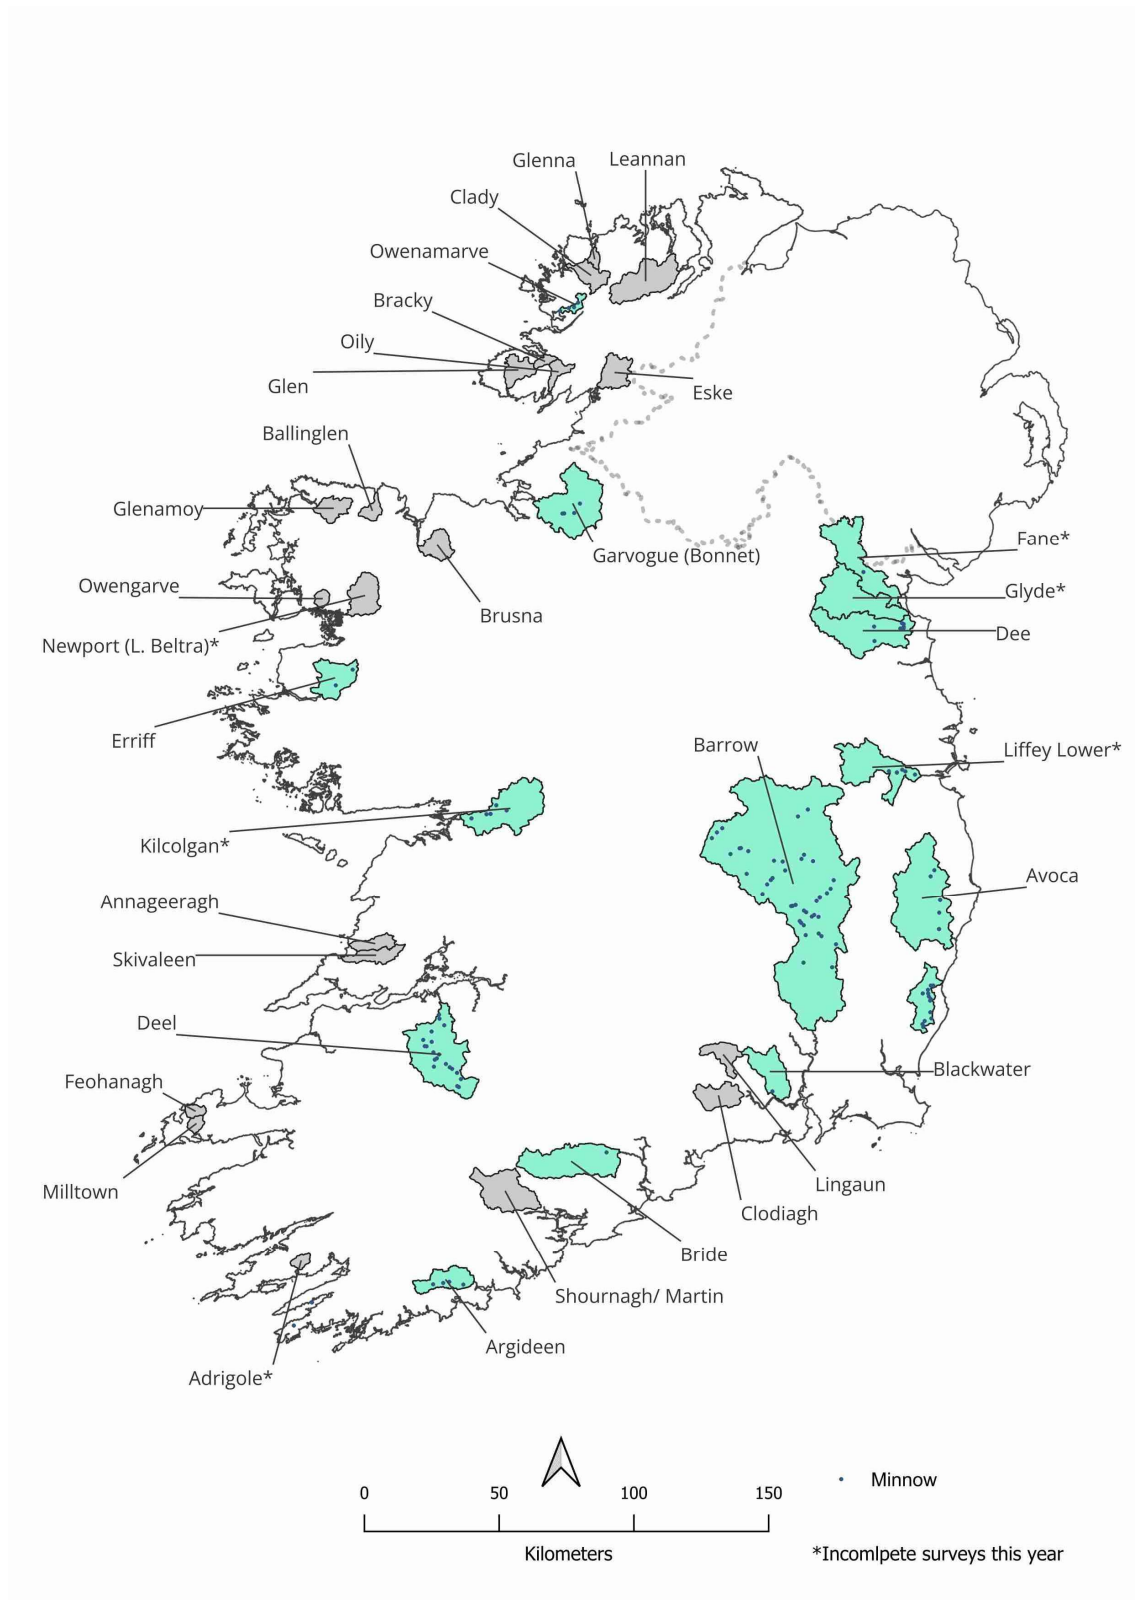 Glenna
Leannan
Clady
Owenamarve
Bracky
Oily
Glen
Eske
Ballinglen
Glenamoy
Garvogue (Bonnet)
Fane*
Owengarve
Glyde*
Brusna
Dee
Newport (L. Beltra)*
Erriff
Barrow
Liffey Lower*
Kilcolgan*
Avoca
Annageeragh
Skivaleen
Deel
Blackwater
Feohanagh
Lingaun
Milltown
Clodiagh
Bride
Shournagh/ Martin
Argideen
Adrigole*
Minnow
0 50 100 150
Kilometers
*Incomlpete surveys this year